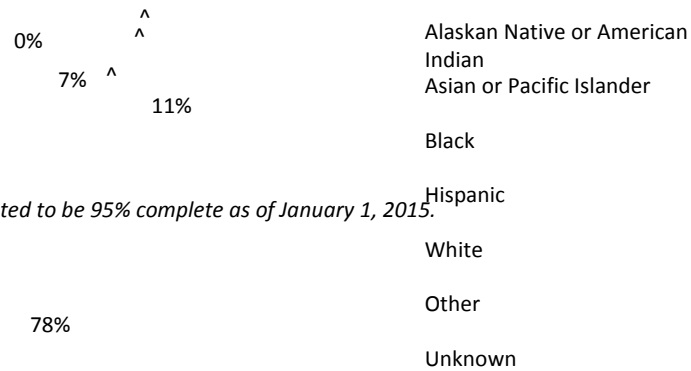 ^
0%
^
7%
^
11%
ted to be 95% complete as of January 1, 2015.
78%
Alaskan Native or American
Indian
Asian or Pacific Islander
Black
Hispanic
White
Other
Unknown